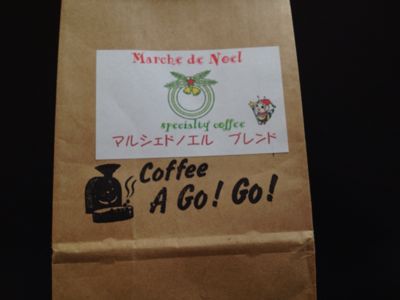 Marche de Noel
specialty coffee
マルシェドノエル ブレンド
Coffee
A Go! Go!